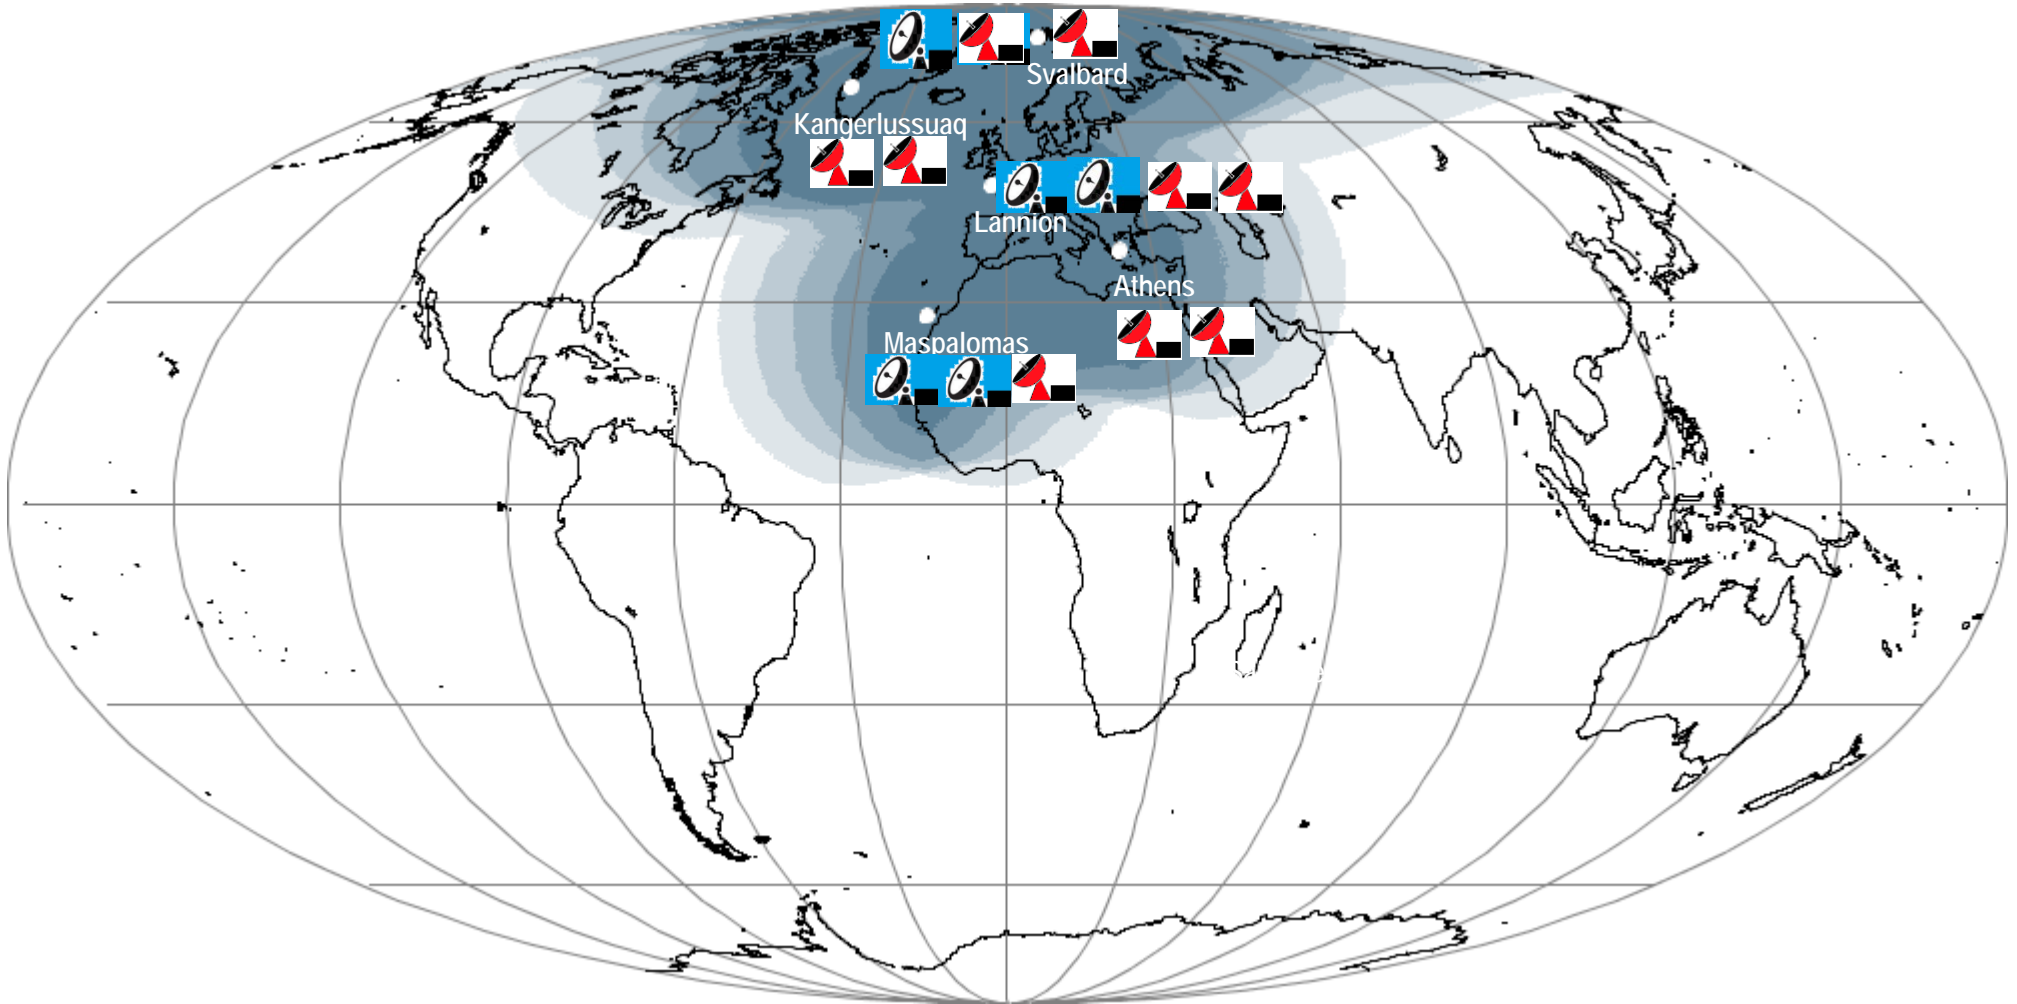 Svalbard
Kangerlussuaq
Lannion
Athens
Maspalomas